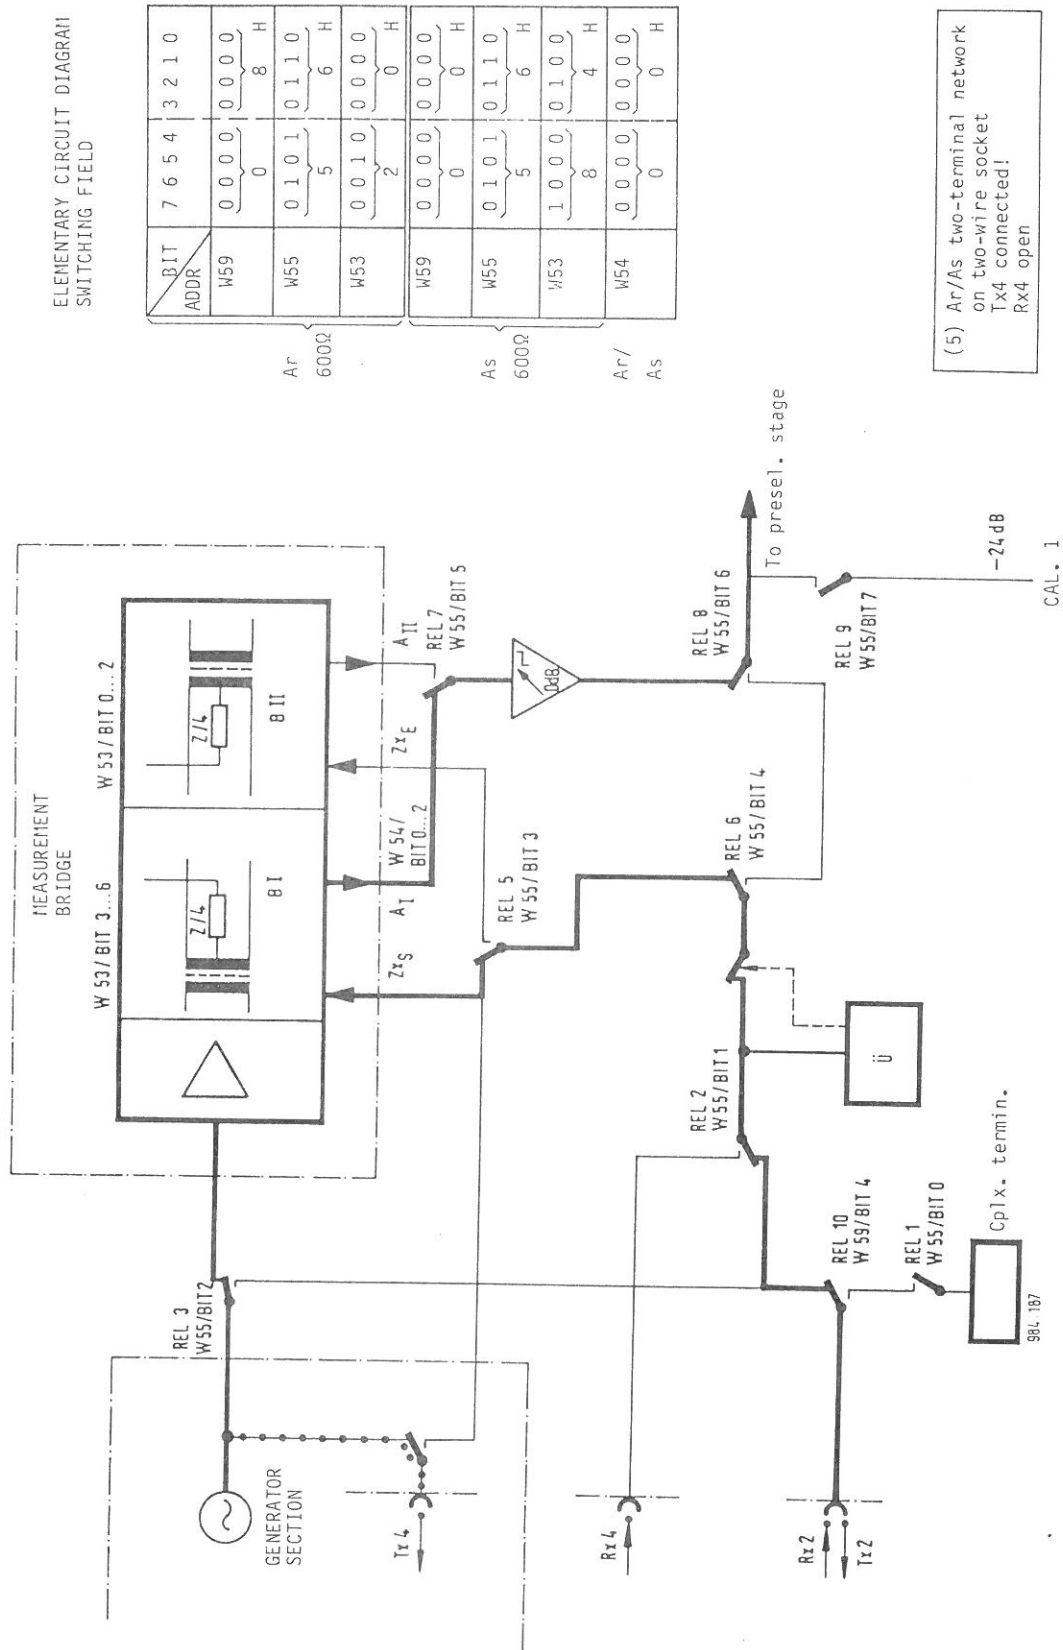 ELEMENTARY CIRCUIT DIAGRAM
SWITCHING FIELD
BIT
ADDR
7 6 5 4
3 2 1 0
Ar
600Ω
W59
0 0 0 0
0 0 0 0
0
8
H
W55
0 1 0 1
0 1 1 0
5
6
H
W53
0 0 1 0
0 0 0 0
2
0
H
As
600Ω
W59
0 0 0 0
0 0 0 0
0
0
H
W55
0 1 0 1
0 1 1 0
5
6
H
W53
1 0 0 0
0 1 0 0
8
4
H
Ar/
As
W54
0 0 0 0
0 0 0 0
0
0
H
(5) Ar/As two-terminal network
on two-wire socket
Tx4 connected!
Rx4 open
MEASUREMENT
BRIDGE
W 53/BIT 3...6
W 53/BIT 0...2
Z/4
B I
Z/4
B II
ZxS
AI
W 54/
BIT 0...2
ZxE
AII
REL 7
W 55/BIT 5
0dB
REL 5
W 55/BIT 3
REL 3
W 55/BIT2
GENERATOR
SECTION
Tx 4
Rx 4
Rx 2
Tx 2
REL 2
W 55/BIT 1
REL 6
W 55/BIT 4
REL 8
W 55/BIT 6
To presel. stage
REL 9
W 55/BIT 7
-24dB
CAL. 1
Ü
REL 10
W 59/BIT 4
REL 1
W 55/BIT 0
Cplx. termin.
984 187